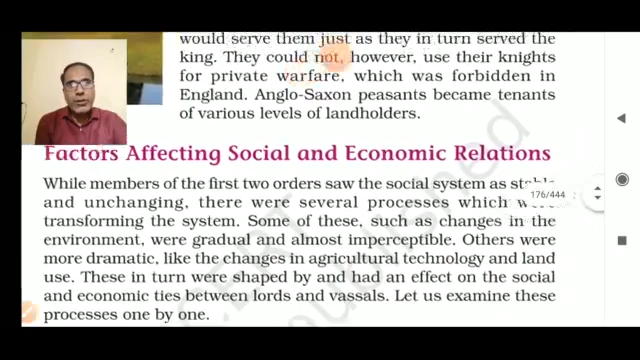 would serve them just as they in turn served the
king. They could not, however, use their knights
for private warfare, which was forbidden in
England. Anglo-Saxon peasants became tenants
of various levels of landholders.
Factors Affecting Social and Economic Relations
While members of the first two orders saw the social system as stable
and unchanging, there were several processes which were
transforming the system. Some of these, such as changes in the
environment, were gradual and almost imperceptible. Others were
more dramatic, like the changes in agricultural technology and land
use. These in turn were shaped by and had an effect on the social
and economic ties between lords and vassals. Let us examine these
processes one by one.
176/444